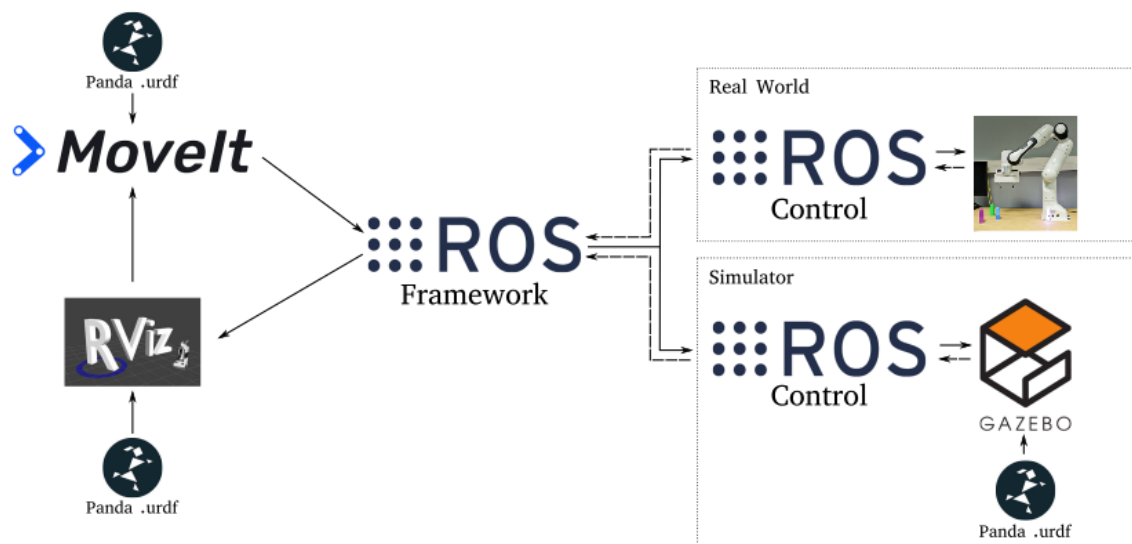 Panda .urdf
MoveIt
RViz
Panda .urdf
ROS
Framework
Real World
ROS
Control
Simulator
ROS
Control
GAZEBO
Panda .urdf